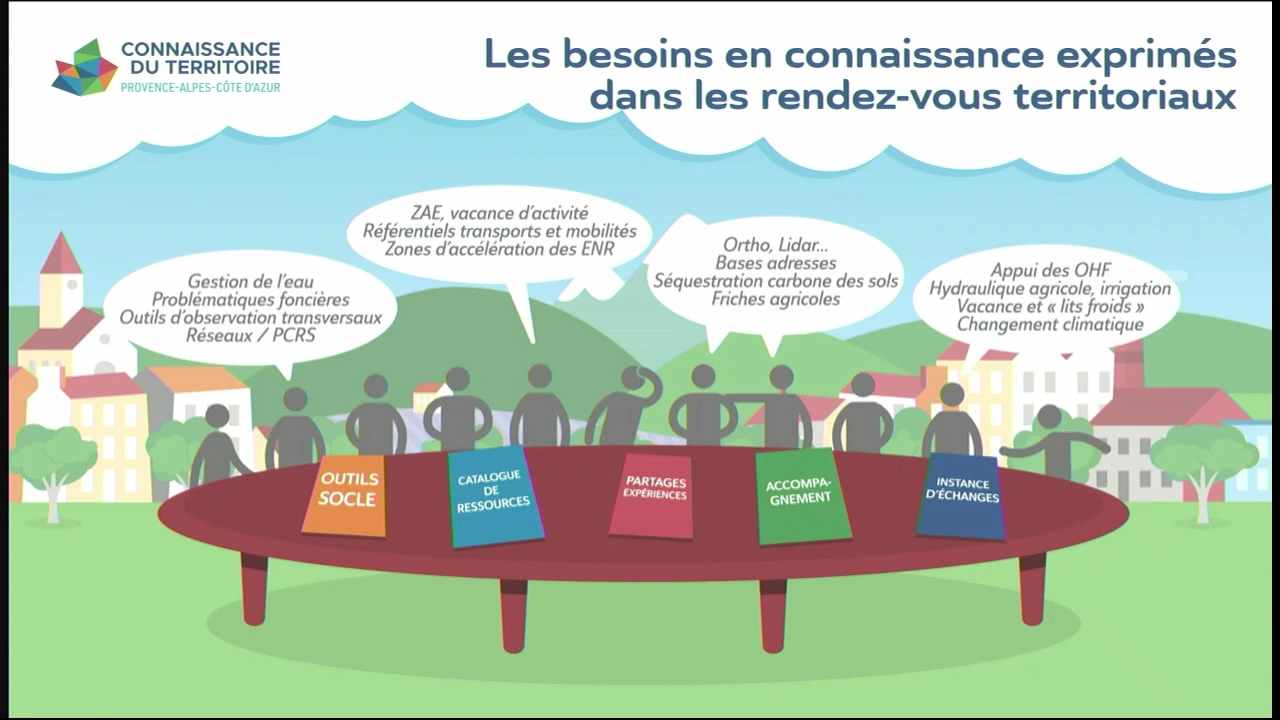 CONNAISSANCE
DU TERRITOIRE
PROVENCE-ALPES-CÔTE D'AZUR
Les besoins en connaissance exprimés
dans les rendez-vous territoriaux
Gestion de l'eau
Problématiques foncières
Outils d'observation transversaux
Réseaux / PCRS
ZAE, vacance d'activité
Référentiels transports et mobilités
Zones d'accélération des ENR
Ortho, Lidar...
Bases adresses
Séquestration carbone des sols
Friches agricoles
Appui des OHF
Hydraulique agricole, irrigation
Vacance et « lits froids »
Changement climatique
OUTILS
SOCLE
CATALOGUE
DE
RESSOURCES
PARTAGES
EXPÉRIENCES
ACCOMPA-
GNEMENT
INSTANCE
D'ÉCHANGES